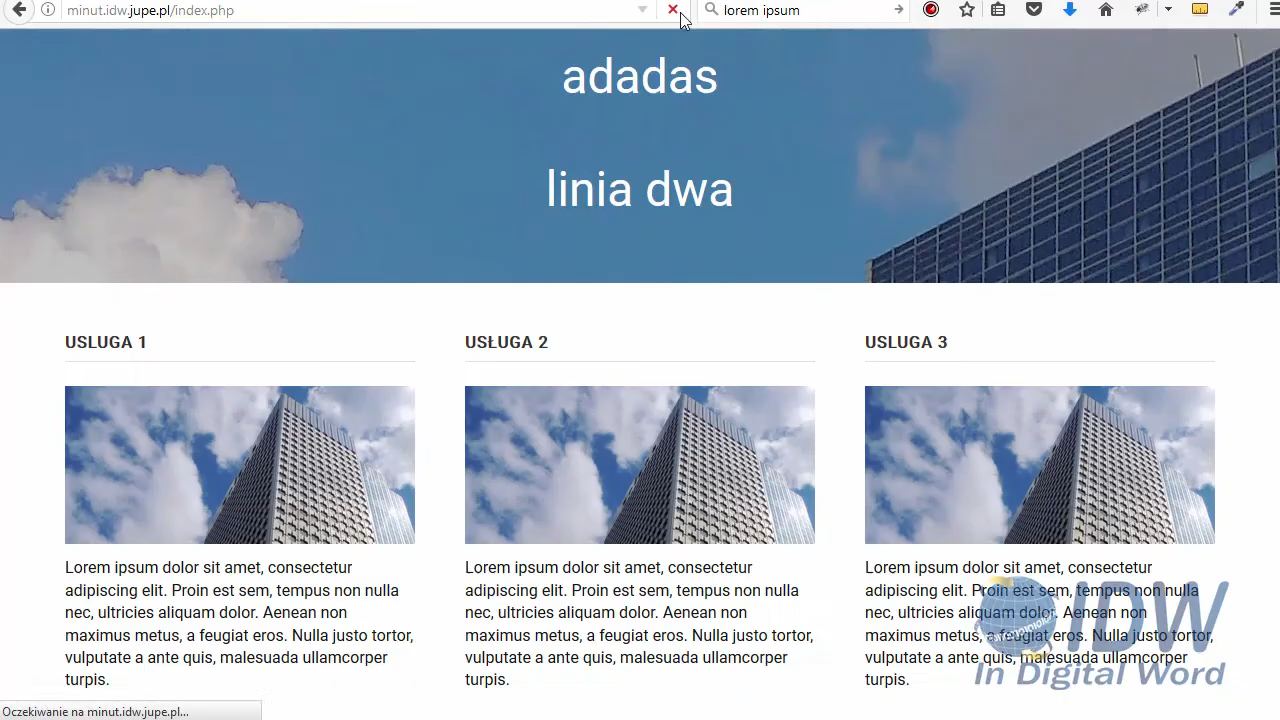 minut.idw.jupe.pl/index.php
lorem ipsum
adadas
linia dwa
USLUGA 1
USŁUGA 2
USLUGA 3
Lorem ipsum dolor sit amet, consectetur
adipiscing elit. Proin est sem, tempus non nulla
nec, ultricies aliquam dolor. Aenean non
maximus metus, a feugiat eros. Nulla justo tortor,
vulputate a ante quis, malesuada ullamcorper
turpis.
Lorem ipsum dolor sit amet, consectetur
adipiscing elit. Proin est sem, tempus non nulla
nec, ultricies aliquam dolor. Aenean non
maximus metus, a feugiat eros. Nulla justo tortor,
vulputate a ante quis, malesuada ullamcorper
turpis.
Lorem ipsum dolor sit amet, consectetur
adipiscing elit. Proin est sem, tempus non nulla
nec, ultricies aliquam dolor. Aenean non
maximus metus, a feugiat eros. Nulla justo tortor,
vulputate a ante quis, malesuada ullamcorper
turpis.
IDW
In Digital Word
Oczekiwanie na minut.idw.jupe.pl...